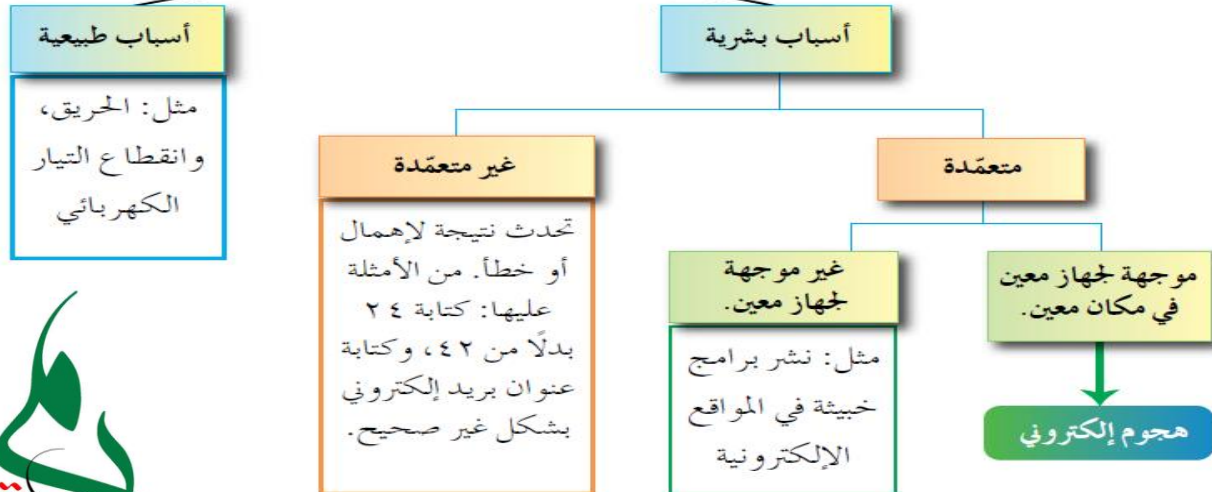 أسباب بشرية
أسباب طبيعية
مثل: الحريق،
وانقطاع التيار
الكهربائي
متعمّدة
غير متعمّدة
تحدث نتيجة لإهمال
أو خطأ. من الأمثلة
عليها: كتابة ٢٤
بدلًا من ٤٢، وكتابة
عنوان بريد إلكتروني
بشكل غير صحيح.
موجهة لجهاز معين
في مكان معين.
هجوم إلكتروني
غير موجهة
لجهاز معين.
مثل: نشر برامج
خبيثة في المواقع
الإلكترونية